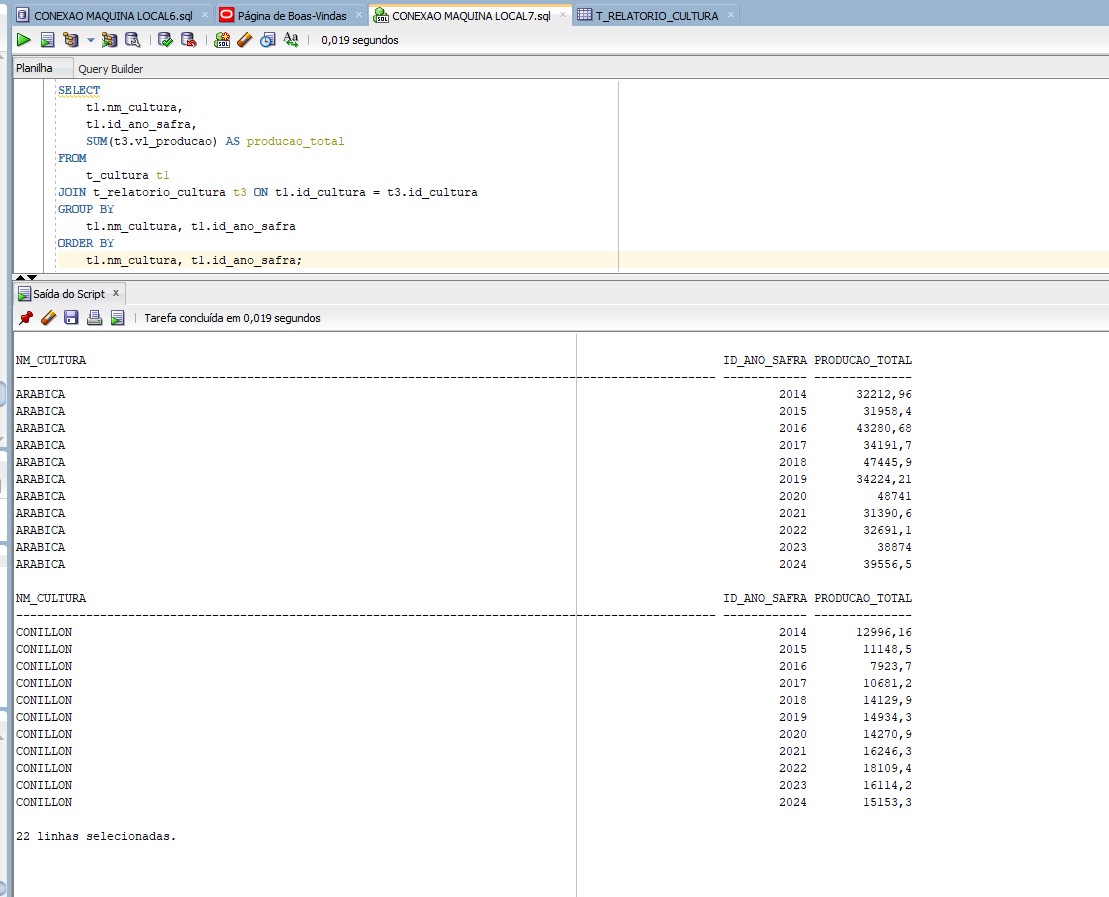 CONEXAO MAQUINA LOCAL6.sql × Página de Boas-Vindas × CONEXAO MAQUINA LOCAL7.sql × T_RELATORIO_CULTURA ×
0,019 segundos
Planilha Query Builder
SELECT
t1.nm_cultura,
t1.id_ano_safra,
SUM(t3.vl_producao) AS producao_total
FROM
t_cultura t1
JOIN t_relatorio_cultura t3 ON t1.id_cultura = t3.id_cultura
GROUP BY
t1.nm_cultura, t1.id_ano_safra
ORDER BY
t1.nm_cultura, t1.id_ano_safra;
Saída do Script ×
Tarefa concluída em 0,019 segundos
NM_CULTURA ID_ANO_SAFRA PRODUCAO_TOTAL
ARABICA 2014 32212,96
ARABICA 2015 31958,4
ARABICA 2016 43280,68
ARABICA 2017 34191,7
ARABICA 2018 47445,9
ARABICA 2019 34224,21
ARABICA 2020 48741
ARABICA 2021 31390,6
ARABICA 2022 32691,1
ARABICA 2023 38874
ARABICA 2024 39556,5
NM_CULTURA ID_ANO_SAFRA PRODUCAO_TOTAL
CONILLON 2014 12996,16
CONILLON 2015 11148,5
CONILLON 2016 7923,7
CONILLON 2017 10681,2
CONILLON 2018 14129,9
CONILLON 2019 14934,3
CONILLON 2020 14270,9
CONILLON 2021 16246,3
CONILLON 2022 18109,4
CONILLON 2023 16114,2
CONILLON 2024 15153,3
22 linhas selecionadas.